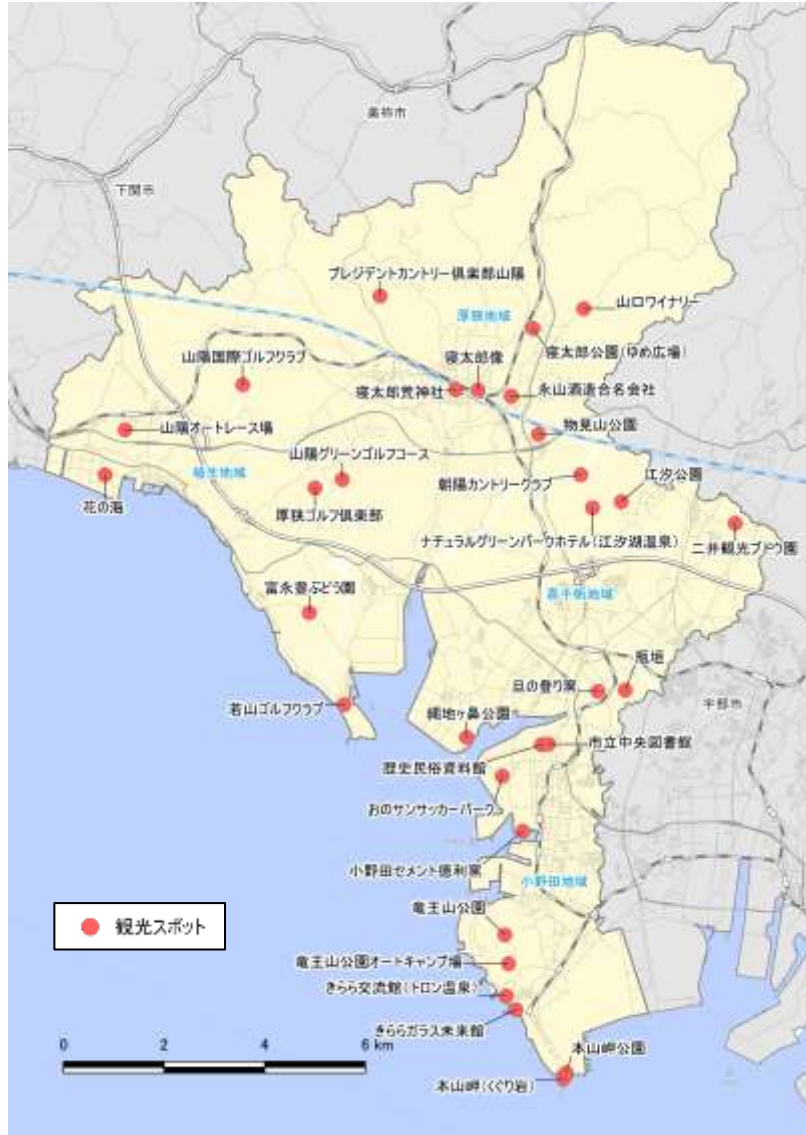 美祢市
下関市
プレジデントカントリー倶楽部山陽
山口ワイナリー
厚狭地域
寝太郎公園(ゆめ広場)
山陽国際ゴルフクラブ
寝太郎像
寝太郎荒神社
永山酒造合名会社
山陽オートレース場
物見山公園
山陽グリーンゴルフコース
埴生地域
朝陽カントリークラブ
江汐公園
花の海
厚狭ゴルフ倶楽部
ナチュラルグリーンパークホテル(江汐湖温泉)
二井観光ブドウ園
富永豊ぶどう園
高千帆地域
瓶垣
旦の登り窯
若山ゴルフクラブ
縄地ヶ鼻公園
宇部市
市立中央図書館
歴史民俗資料館
おのサンサッカーパーク
小野田セメント徳利窯
小野田地域
竜王山公園
観光スポット
竜王山公園オートキャンプ場
きらら交流館(トロン温泉)
きららガラス未来館
0 2 4 6 km
本山岬公園
本山岬(くぐり岩)